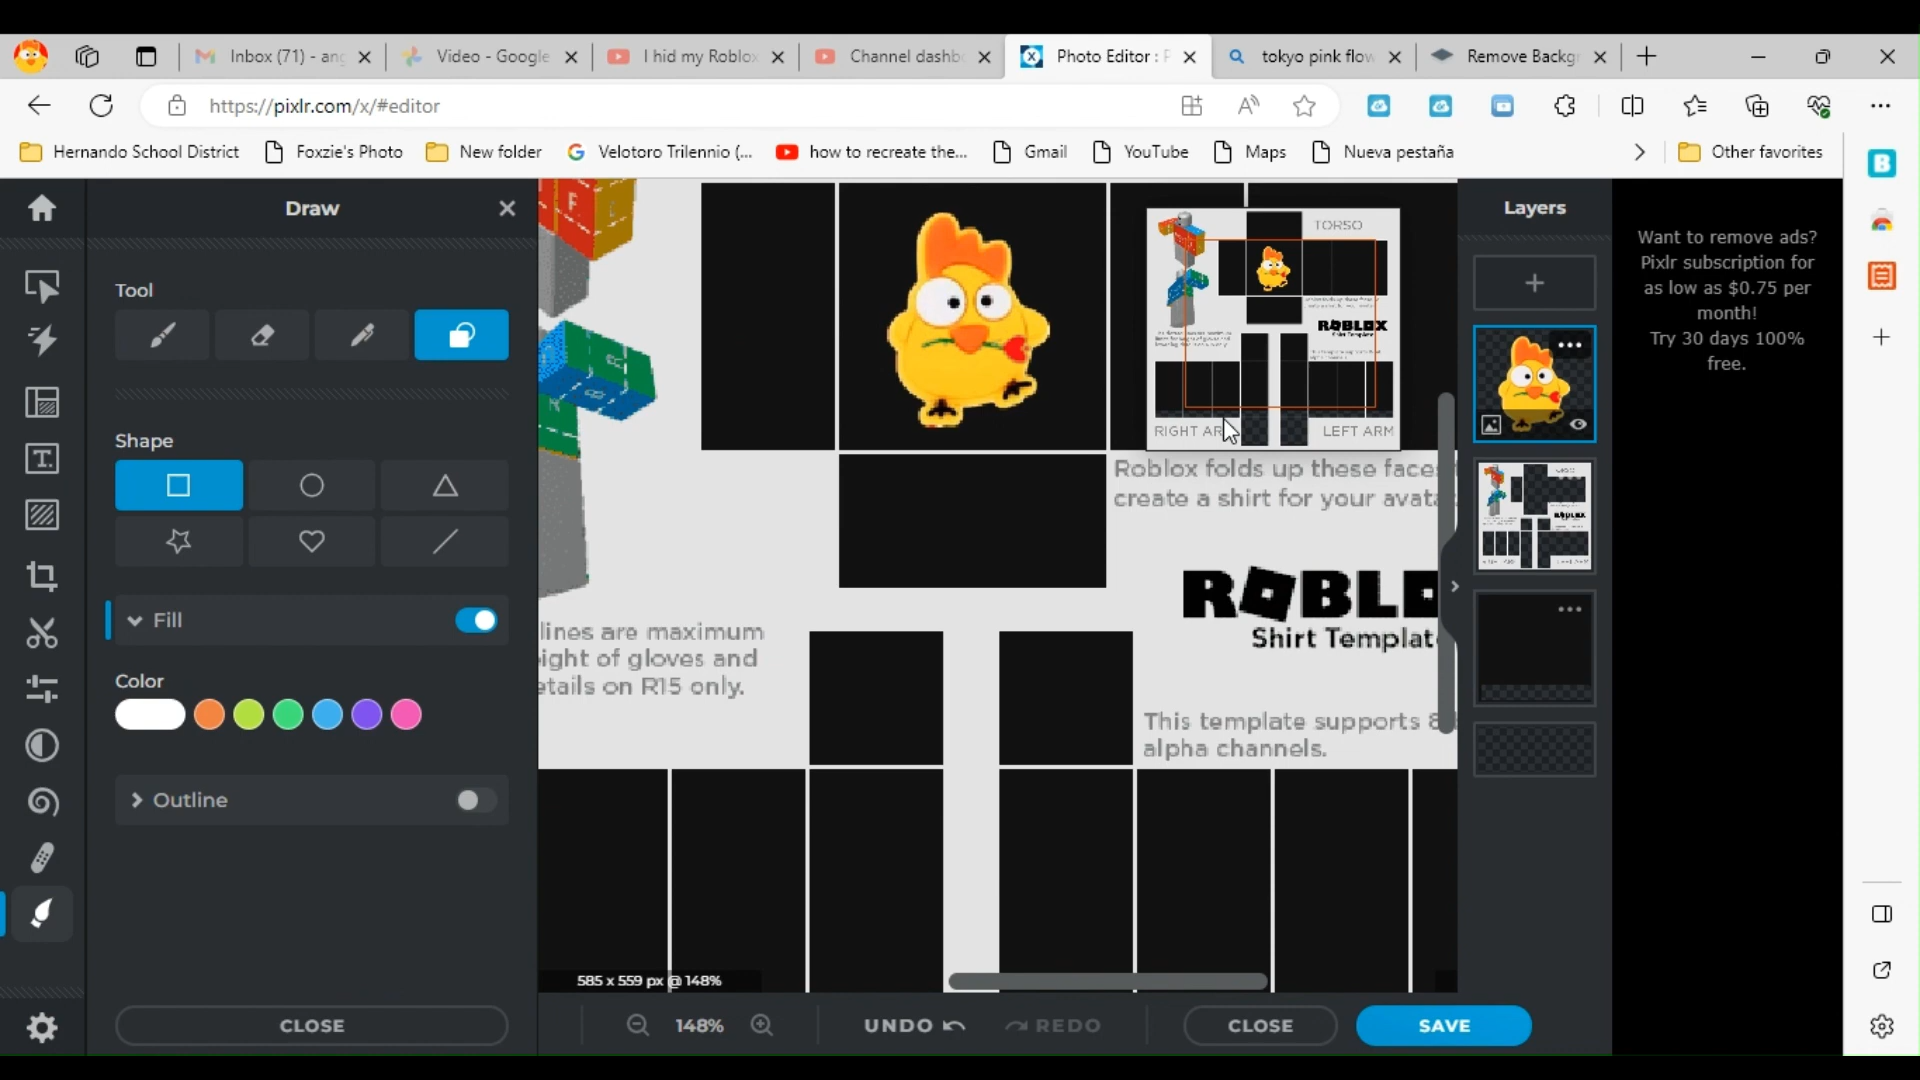 Inbox (71) - ang
Video - Google
I hid my Roblox
Channel dashb
Photo Editor : P
tokyo pink flow
Remove Backgr
https://pixlr.com/x/#editor
Hernando School District
Foxzie's Photo
New folder
Velotoro Trilennio (...
how to recreate the...
Gmail
YouTube
Maps
Nueva pestaña
Other favorites
Draw
Tool
Shape
Fill
Color
Outline
CLOSE
TORSO
ROBLOX
Shirt Template
RIGHT AR
LEFT ARM
Roblox folds up these faces
create a shirt for your avata
ROBLO
Shirt Templat
lines are maximum
ight of gloves and
etails on R15 only.
This template supports 8
alpha channels.
585 x 559 px @ 148%
148%
UNDO
REDO
CLOSE
SAVE
Layers
Want to remove ads?
Pixlr subscription for
as low as $0.75 per
month!
Try 30 days 100%
free.